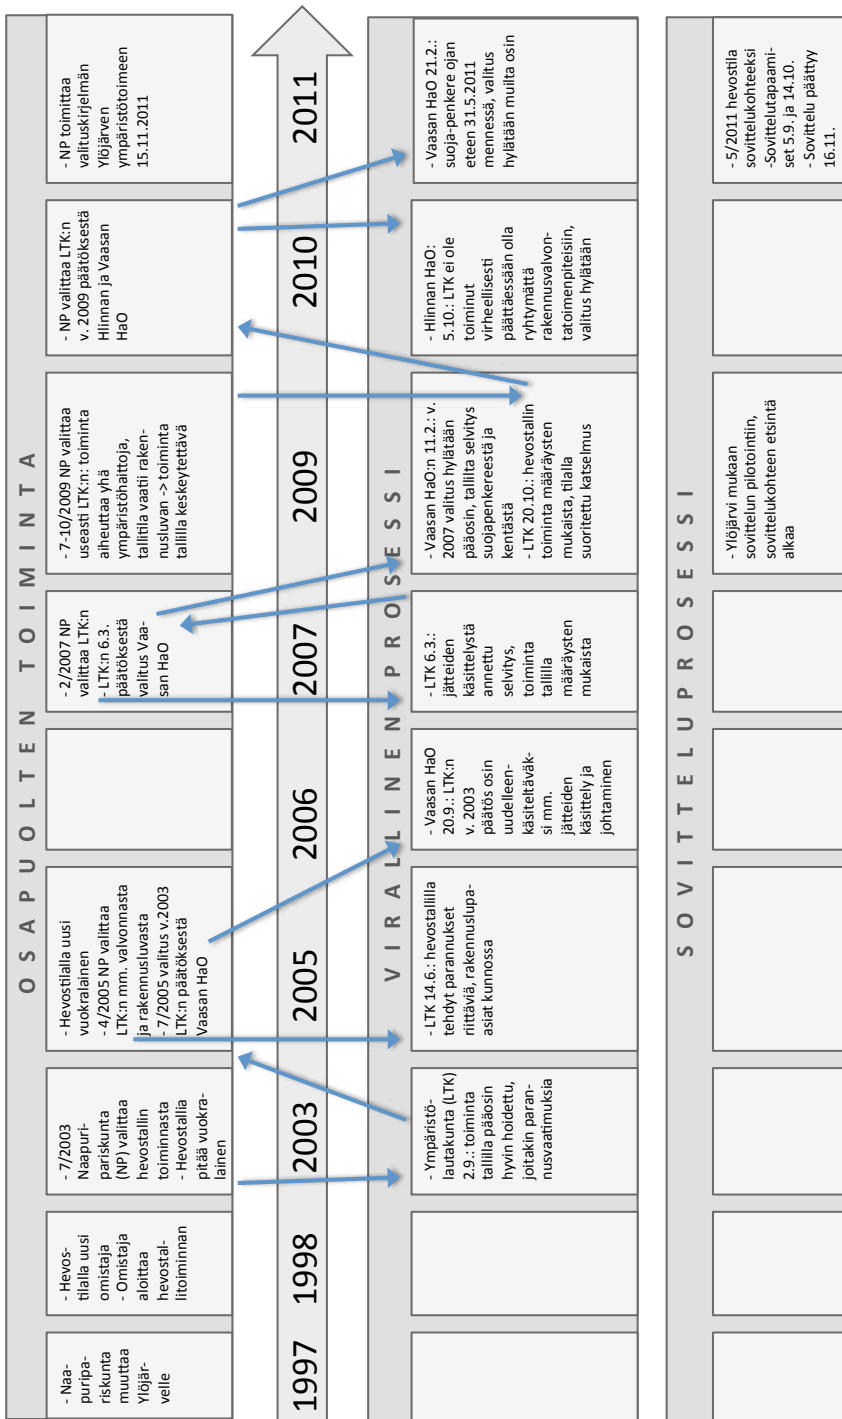 OSAPUOLTEN TOIMINTA
- Naa-
puripa-
riskunta
muuttaa
Ylöjär-
velle
- Hevos-
tilalla uusi
omistaja
- Omistaja
aloittaa
hevostal-
litoiminnan
- 7/2003
Naapuri-
pariskunta
(NP) valittaa
hevostallin
toiminnasta
- Hevostallia
pitää vuokra-
lainen
- Hevostilalla uusi
vuokralainen
- 4/2005 NP valittaa
LTK:n mm. valvonnasta
ja rakennusluvasta
- 7/2005 valitus v.2003
LTK:n päätöksestä
Vaasan HaO
- 2/2007 NP
valittaa LTK:n
- LTK:n 6.3.
päätöksestä
valitus Vaa-
san HaO
- 7-10/2009 NP valittaa
useasti LTK:n: toiminta
aiheuttaa yhä
ympäristöhaittoja,
tallitila vaatii raken-
nusluvan -> toiminta
tallilla keskeytettävä
- NP valittaa LTK:n
v. 2009 päätöksestä
Hlinnan ja Vaasan
HaO
- NP toimittaa
valituskirjelmän
Ylöjärven
ympäristötoimeen
15.11.2011
1997
1998
2003
2005
2006
2007
2009
2010
2011
VIRALLINEN PROSESSI
- Ympäristö-
lautakunta (LTK)
2.9.: toiminta
tallilla pääosin
hyvin hoidettu,
joitakin paran-
nusvaatimuksia
- LTK 14.6.: hevostallilla
tehdyt parannukset
riittäviä, rakennuslupa-
asiat kunnossa
- Vaasan HaO
20.9.: LTK:n
v. 2003
päätös osin
uudelleen-
käsiteltäväk-
si mm.
jätteiden
käsittely ja
johtaminen
- LTK 6.3.:
jätteiden
käsittelystä
annettu
selvitys,
toiminta
tallilla
määräysten
mukaista
- Vaasan HaO:n 11.2.: v.
2007 valitus hylätään
pääosin, tallilta selvitys
suojapenkereestä ja
kentästä
- LTK 20.10.: hevostallin
toiminta määräysten
mukaista, tilalla
suoritettu katselmus
- Hlinnan HaO:
5.10.: LTK ei ole
toiminut
virheellisesti
päättäessään olla
ryhtymättä
rakennusvalvon-
tatoimenpiteisiin,
valitus hylätään
- Vaasan HaO 21.2.:
suoja-penkere ojan
eteen 31.5.2011
mennessä, valitus
hylätään muilta osin
SOVITTELUPROSESSI
- Ylöjärvi mukaan
sovittelun pilotointiin,
sovittelukohteen etsintä
alkaa
- 5/2011 hevostila
sovittelukohteeksi
-Sovittelutapaami-
set 5.9. ja 14.10.
- Sovittelu päättyy
16.11.